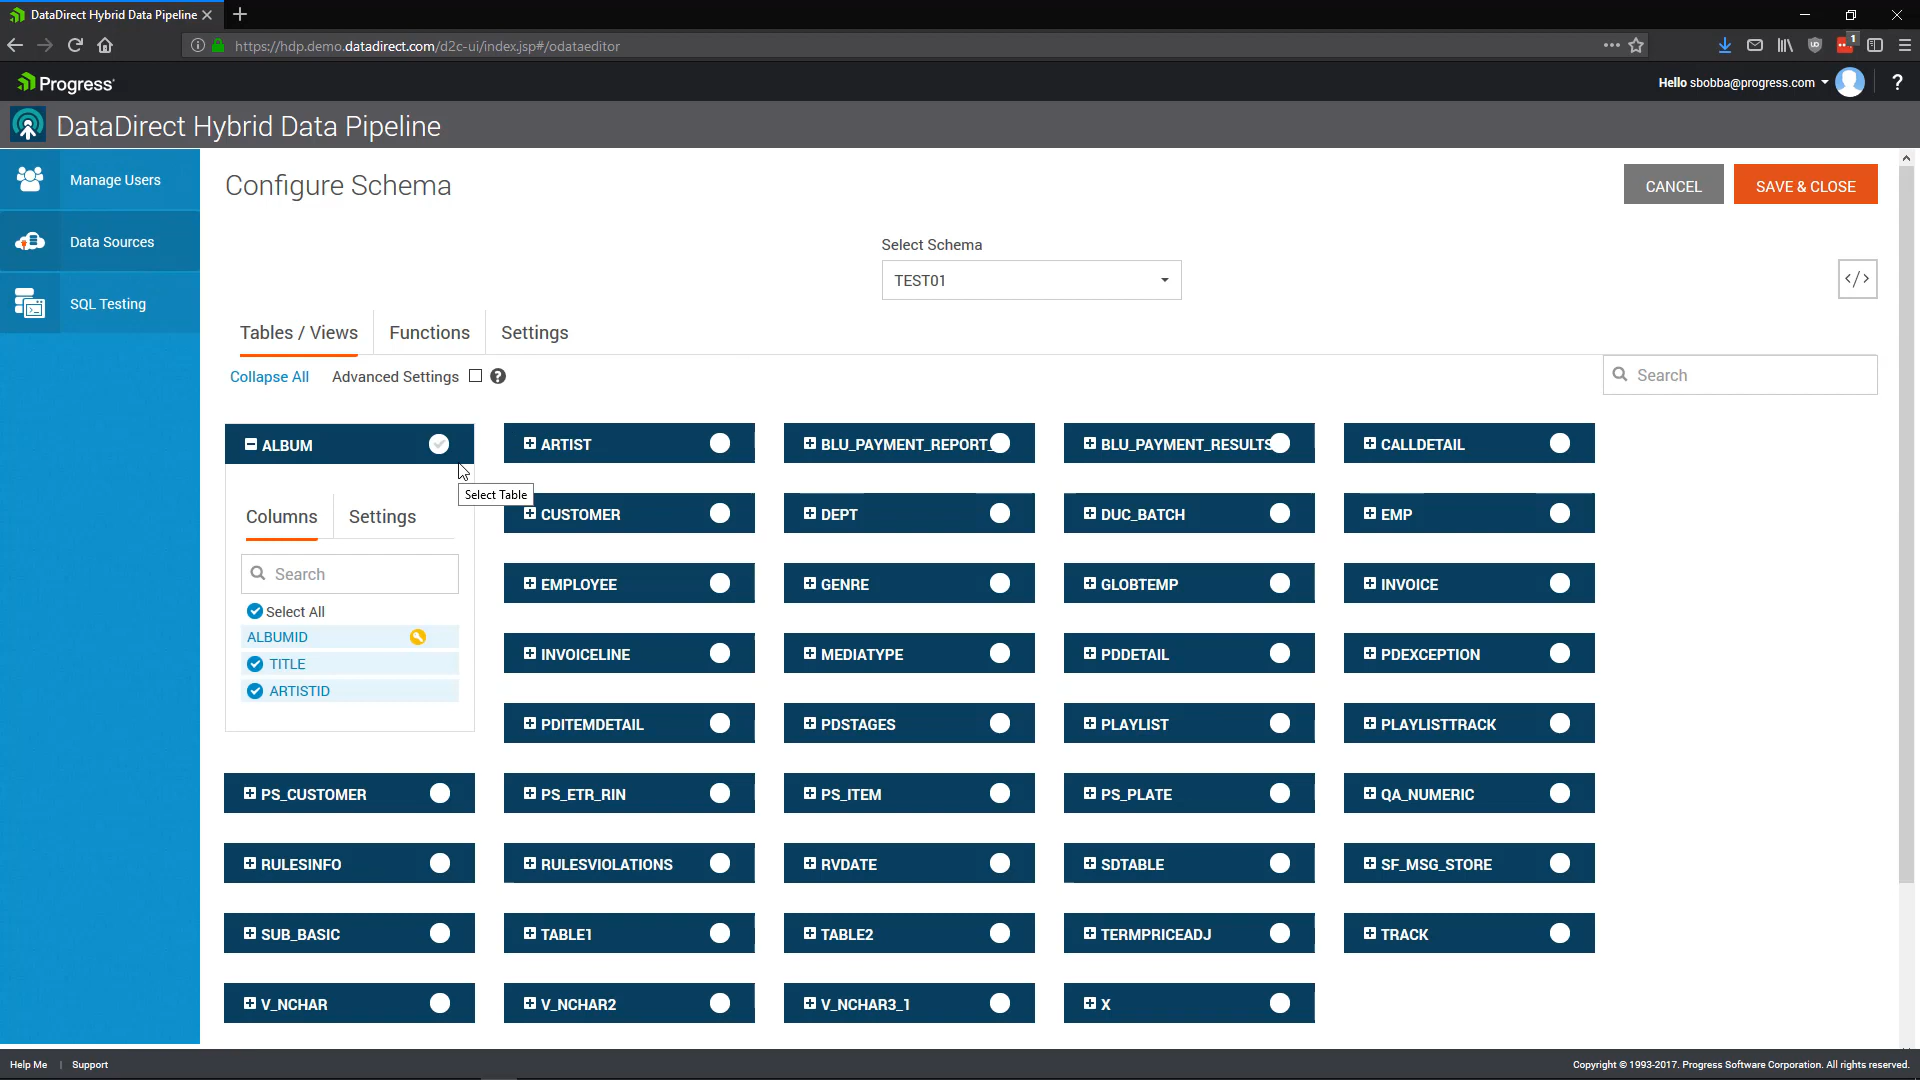 DataDirect Hybrid Data Pipeline
https://hdp.demo.datadirect.com/d2c-ui/index.jsp#/odataeditor
1
Progress
Hello sbobba@progress.com
?
DataDirect Hybrid Data Pipeline
Manage Users
Data Sources
SQL Testing
Configure Schema
CANCEL
SAVE & CLOSE
Select Schema
TEST01
</>
Tables / Views
Functions
Settings
Collapse All
Advanced Settings
?
Search
ALBUM
ARTIST
BLU_PAYMENT_REPORT_
BLU_PAYMENT_RESULTS
CALLDETAIL
Select Table
Columns
Settings
Search
Select All
ALBUMID
TITLE
ARTISTID
CUSTOMER
DEPT
DUC_BATCH
EMP
EMPLOYEE
GENRE
GLOBTEMP
INVOICE
INVOICELINE
MEDIATYPE
PDDETAIL
PDEXCEPTION
PDITEMDETAIL
PDSTAGES
PLAYLIST
PLAYLISTTRACK
PS_CUSTOMER
PS_ETR_RIN
PS_ITEM
PS_PLATE
QA_NUMERIC
RULESINFO
RULESVIOLATIONS
RVDATE
SDTABLE
SF_MSG_STORE
SUB_BASIC
TABLE1
TABLE2
TERMPRICEADJ
TRACK
V_NCHAR
V_NCHAR2
V_NCHAR3_1
X
Help Me | Support
Copyright © 1993-2017. Progress Software Corporation. All rights reserved.